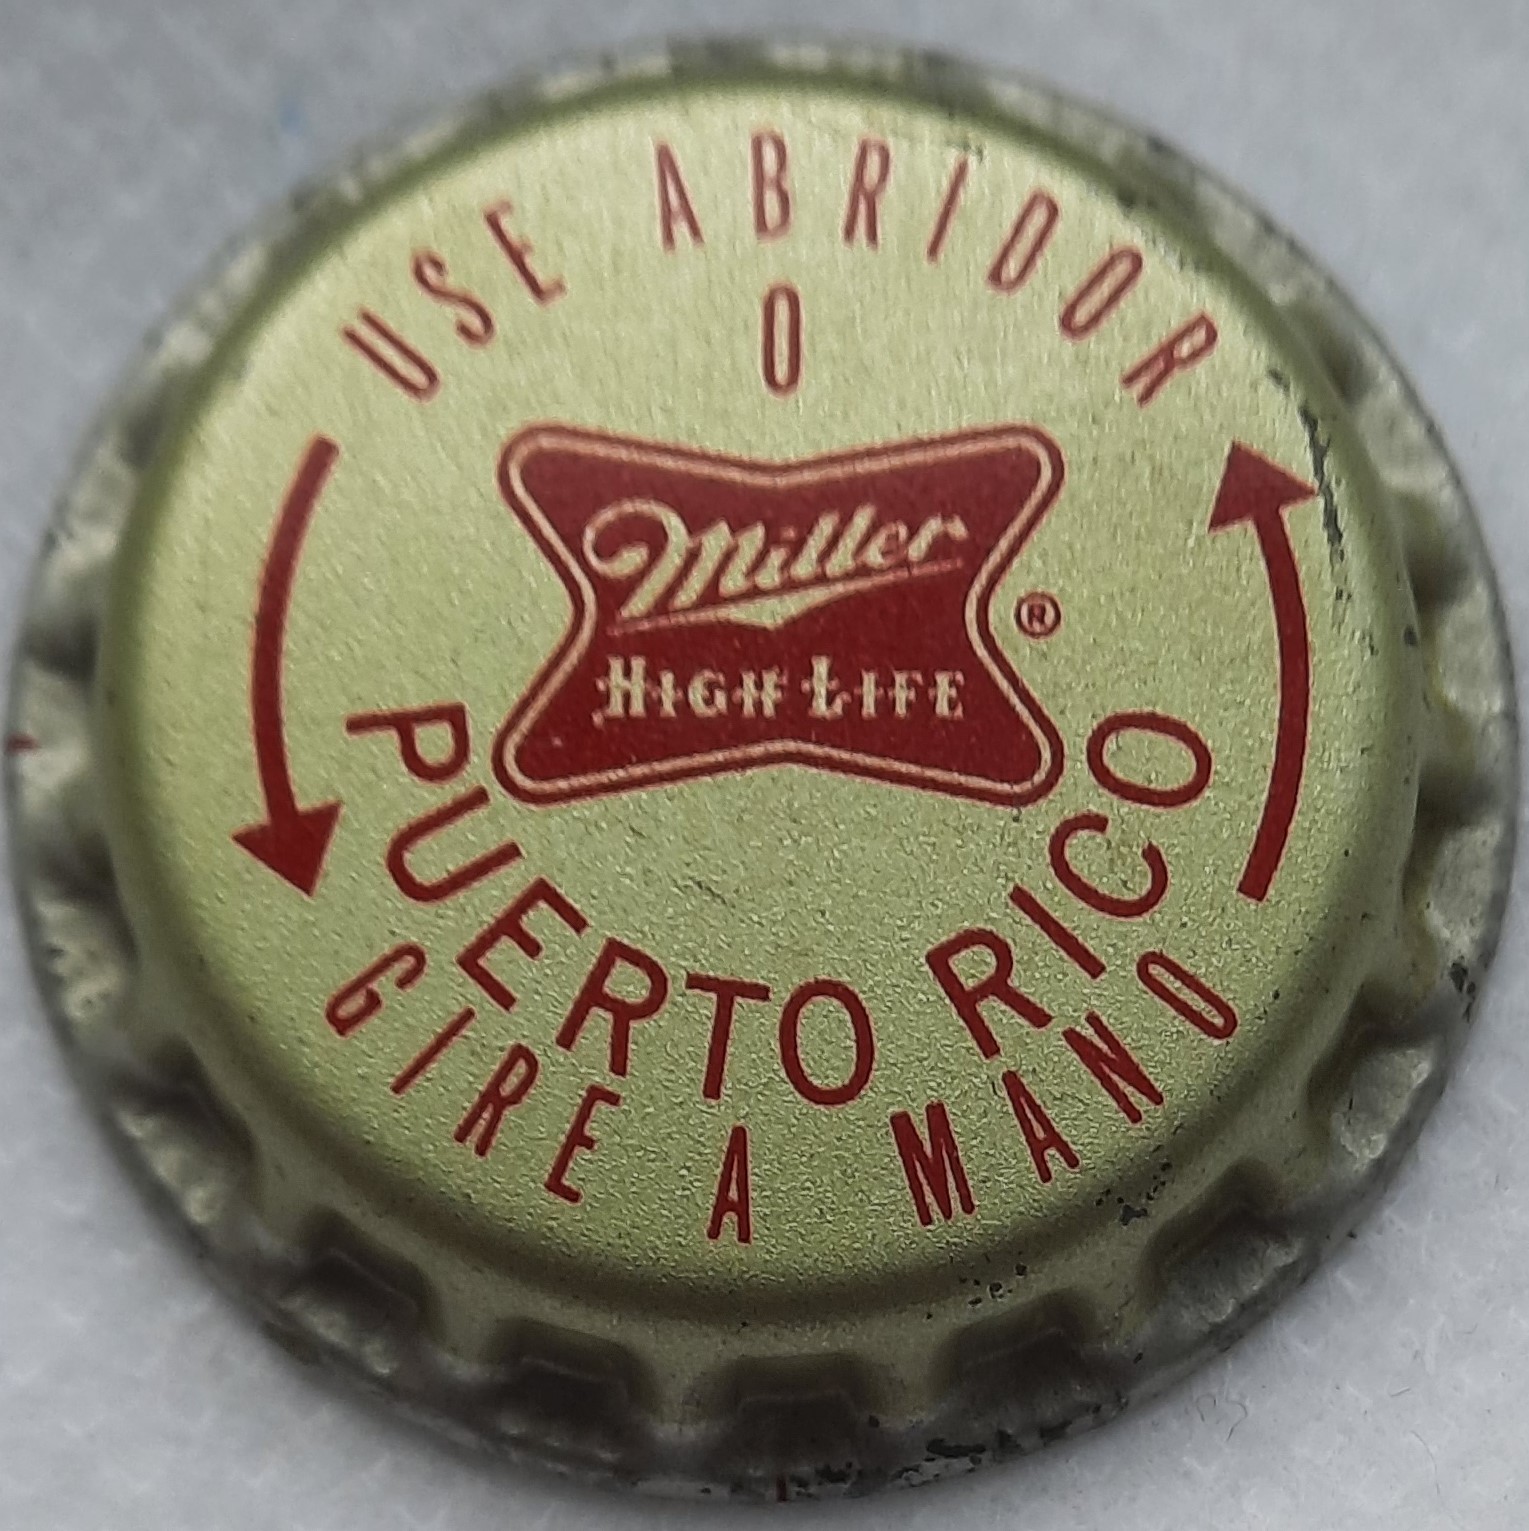 USE ABRIDOR
O
Miller
HIGH LIFE
®
PUERTO RICO
GIRE A MANO